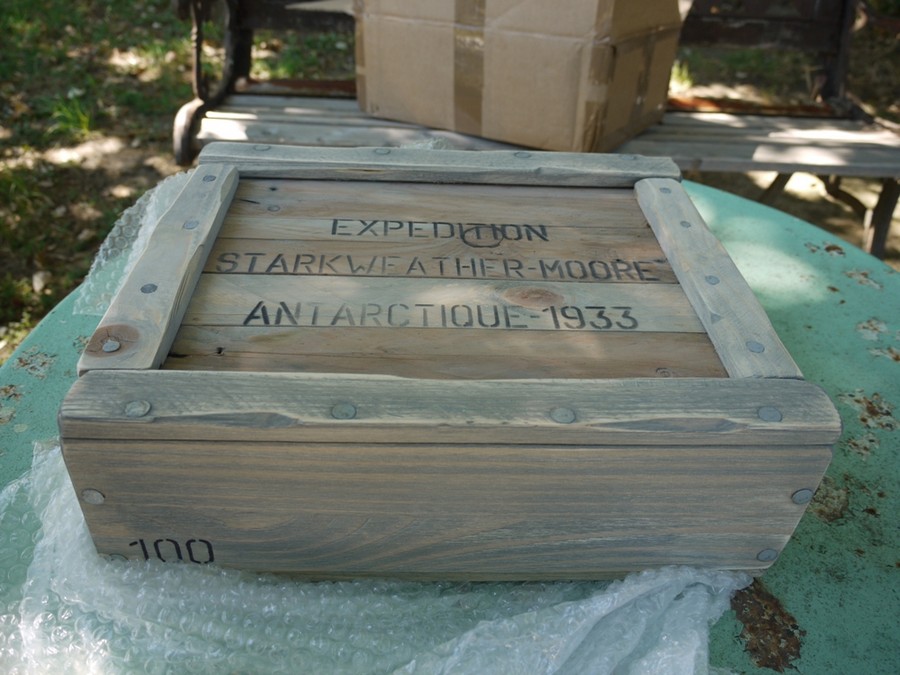 EXPEDITION
STARKWEATHER-MOORE
ANTARCTIQUE-1933
100